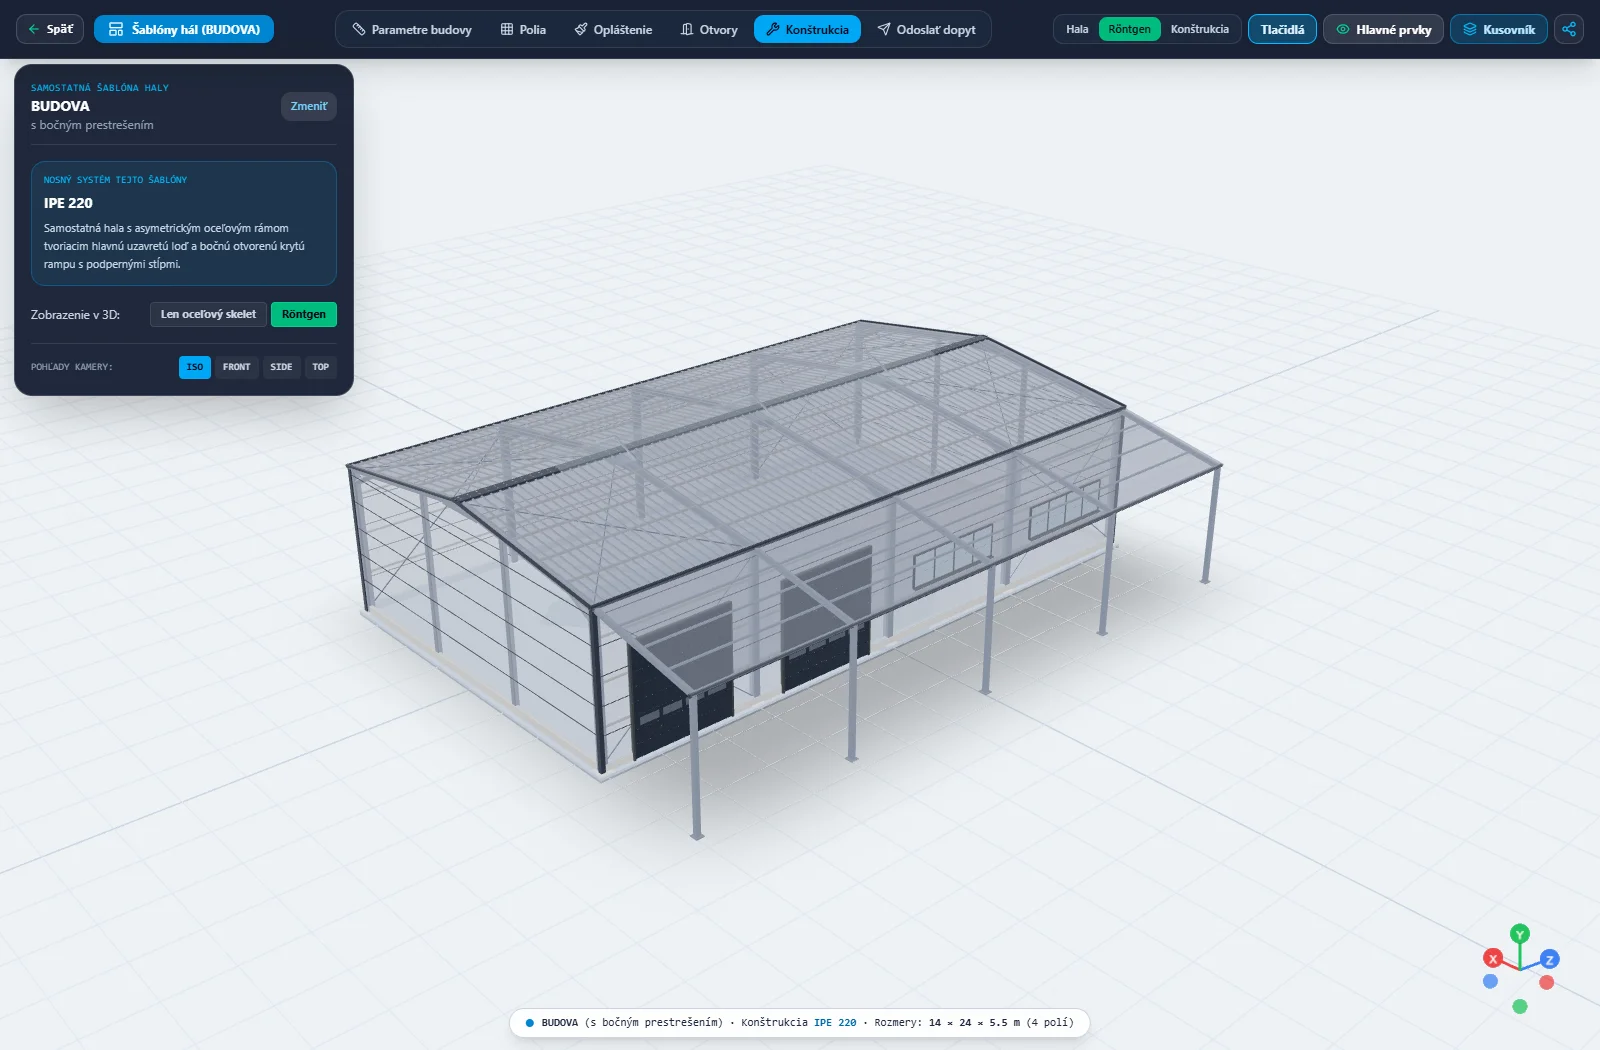 Späť
Šablóny hál (BUDOVA)
Parametre budovy
Polia
Opláštenie
Otvory
Konštrukcia
Odoslať dopyt
Hala
Röntgen
Konštrukcia
Tlačidlá
Hlavné prvky
Kusovník
SAMOSTATNÁ ŠABLÓNA HALY
BUDOVA
s bočným prestrešením
Zmeniť
NOSNÝ SYSTÉM TEJTO ŠABLÓNY
IPE 220
Samostatná hala s asymetrickým oceľovým rámom
tvoriacim hlavnú uzavretú loď a bočnú otvorenú krytú
rampu s podpernými stĺpmi.
Zobrazenie v 3D:
Len oceľový skelet
Röntgen
POHĽADY KAMERY:
ISO
FRONT
SIDE
TOP
Y
X
Z
BUDOVA (s bočným prestrešením) · Konštrukcia IPE 220 · Rozmery: 14 × 24 × 5.5 m (4 polí)